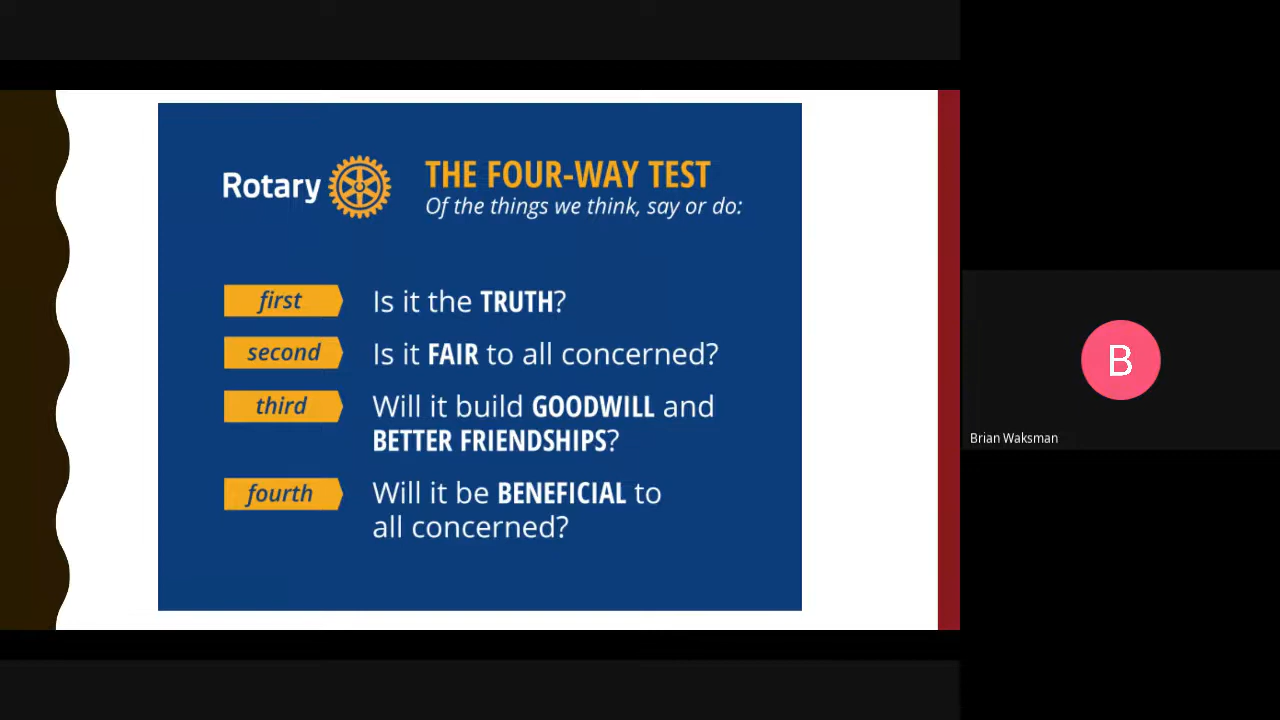 Rotary
THE FOUR-WAY TEST
Of the things we think, say or do:
first
Is it the TRUTH?
second
Is it FAIR to all concerned?
third
Will it build GOODWILL and
BETTER FRIENDSHIPS?
fourth
Will it be BENEFICIAL to
all concerned?
B
Brian Waksman